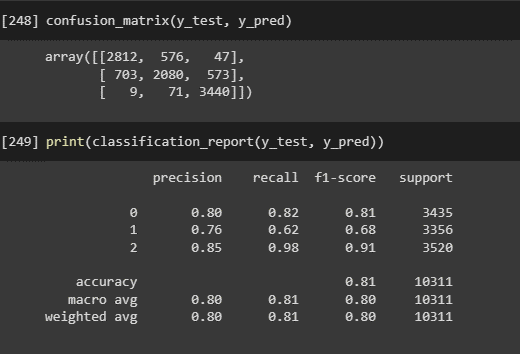 [248] confusion_matrix(y_test, y_pred)
array([[2812, 576, 47],
[ 703, 2080, 573],
[ 9, 71, 3440]])
[249] print(classification_report(y_test, y_pred))
precision recall f1-score support
0 0.80 0.82 0.81 3435
1 0.76 0.62 0.68 3356
2 0.85 0.98 0.91 3520
accuracy 0.81 10311
macro avg 0.80 0.81 0.80 10311
weighted avg 0.80 0.81 0.80 10311